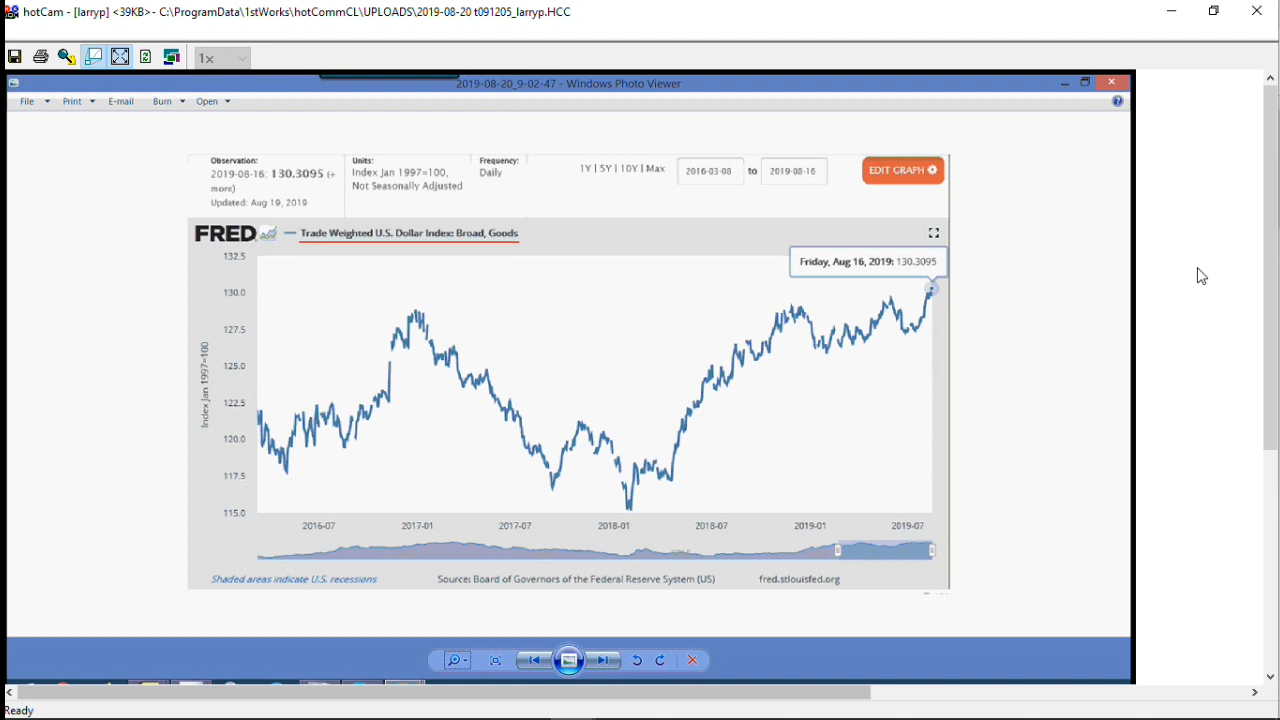 hotCam - [larryp] <39KB>- C:\ProgramData\1stWorks\hotCommCL\UPLOADS\2019-08-20 t091205_larryp.HCC
1x
2019-08-20_9-02-47 - Windows Photo Viewer
File Print E-mail Burn Open
Observation:
2019-08-16: 130.3095 (+
more)
Updated: Aug 19, 2019
Units:
Index Jan 1997=100,
Not Seasonally Adjusted
Frequency:
Daily
1Y | 5Y | 10Y | Max
2016-03-08 to 2019-08-16
EDIT GRAPH
FRED
Trade Weighted U.S. Dollar Index: Broad, Goods
Friday, Aug 16, 2019: 130.3095
132.5
130.0
127.5
125.0
122.5
120.0
117.5
115.0
Index Jan 1997=100
2016-07 2017-01 2017-07 2018-01 2018-07 2019-01 2019-07
Shaded areas indicate U.S. recessions
Source: Board of Governors of the Federal Reserve System (US)
fred.stlouisfed.org
Ready